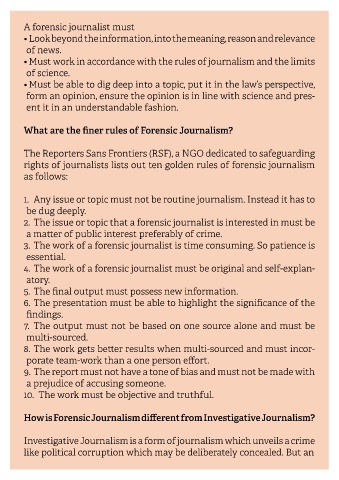 A forensic journalist must
• Look beyond the information, into the meaning, reason and relevance
of news.
• Must work in accordance with the rules of journalism and the limits
of science.
• Must be able to dig deep into a topic, put it in the law's perspective,
form an opinion, ensure the opinion is in line with science and pres-
ent it in an understandable fashion.
What are the finer rules of Forensic Journalism?
The Reporters Sans Frontiers (RSF), a NGO dedicated to safeguarding
rights of journalists lists out ten golden rules of forensic journalism
as follows:
1. Any issue or topic must not be routine journalism. Instead it has to
be dug deeply.
2. The issue or topic that a forensic journalist is interested in must be
a matter of public interest preferably of crime.
3. The work of a forensic journalist is time consuming. So patience is
essential.
4. The work of a forensic journalist must be original and self-explan-
atory.
5. The final output must possess new information.
6. The presentation must be able to highlight the significance of the
findings.
7. The output must not be based on one source alone and must be
multi-sourced.
8. The work gets better results when multi-sourced and must incor-
porate team-work than a one person effort.
9. The report must not have a tone of bias and must not be made with
a prejudice of accusing someone.
10. The work must be objective and truthful.
How is Forensic Journalism different from Investigative Journalism?
Investigative Journalism is a form of journalism which unveils a crime
like political corruption which may be deliberately concealed. But an